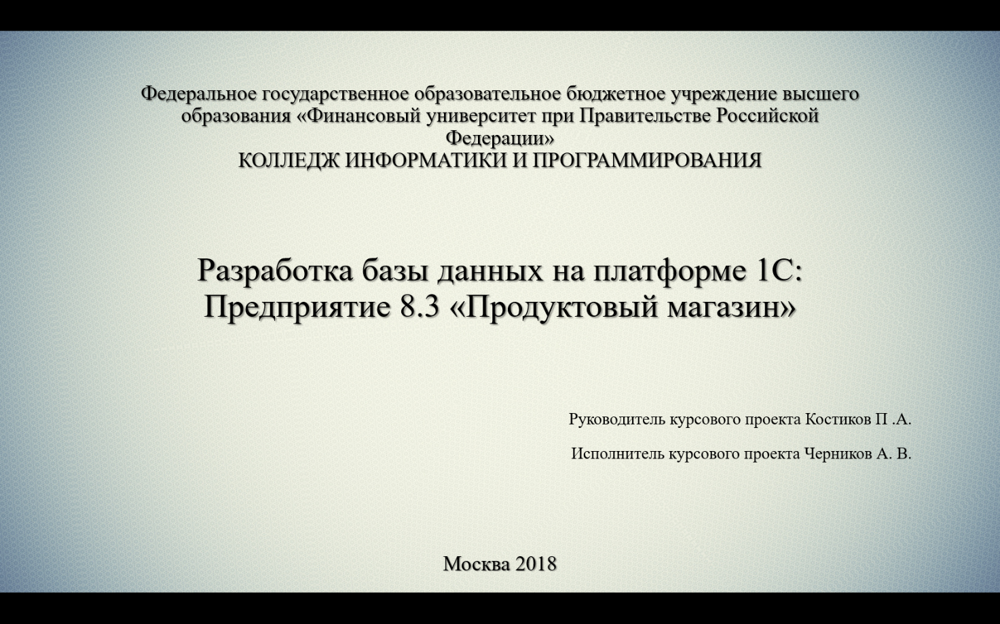 Федеральное государственное образовательное бюджетное учреждение высшего
образования «Финансовый университет при Правительстве Российской
Федерации»
КОЛЛЕДЖ ИНФОРМАТИКИ И ПРОГРАММИРОВАНИЯ
Разработка базы данных на платформе 1С:
Предприятие 8.3 «Продуктовый магазин»
Руководитель курсового проекта Костиков П .А.
Исполнитель курсового проекта Черников А. В.
Москва 2018